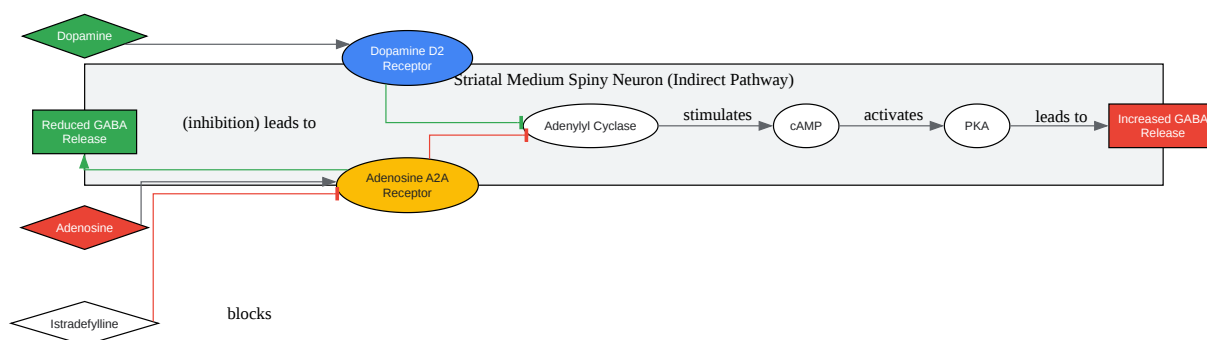 Dopamine
Dopamine D2
Receptor
Striatal Medium Spiny Neuron (Indirect Pathway)
Reduced GABA
Release
(inhibition) leads to
Adenylyl Cyclase
stimulates
cAMP
activates
PKA
leads to
Increased GABA
Release
Adenosine A2A
Receptor
Adenosine
Istradefylline
blocks